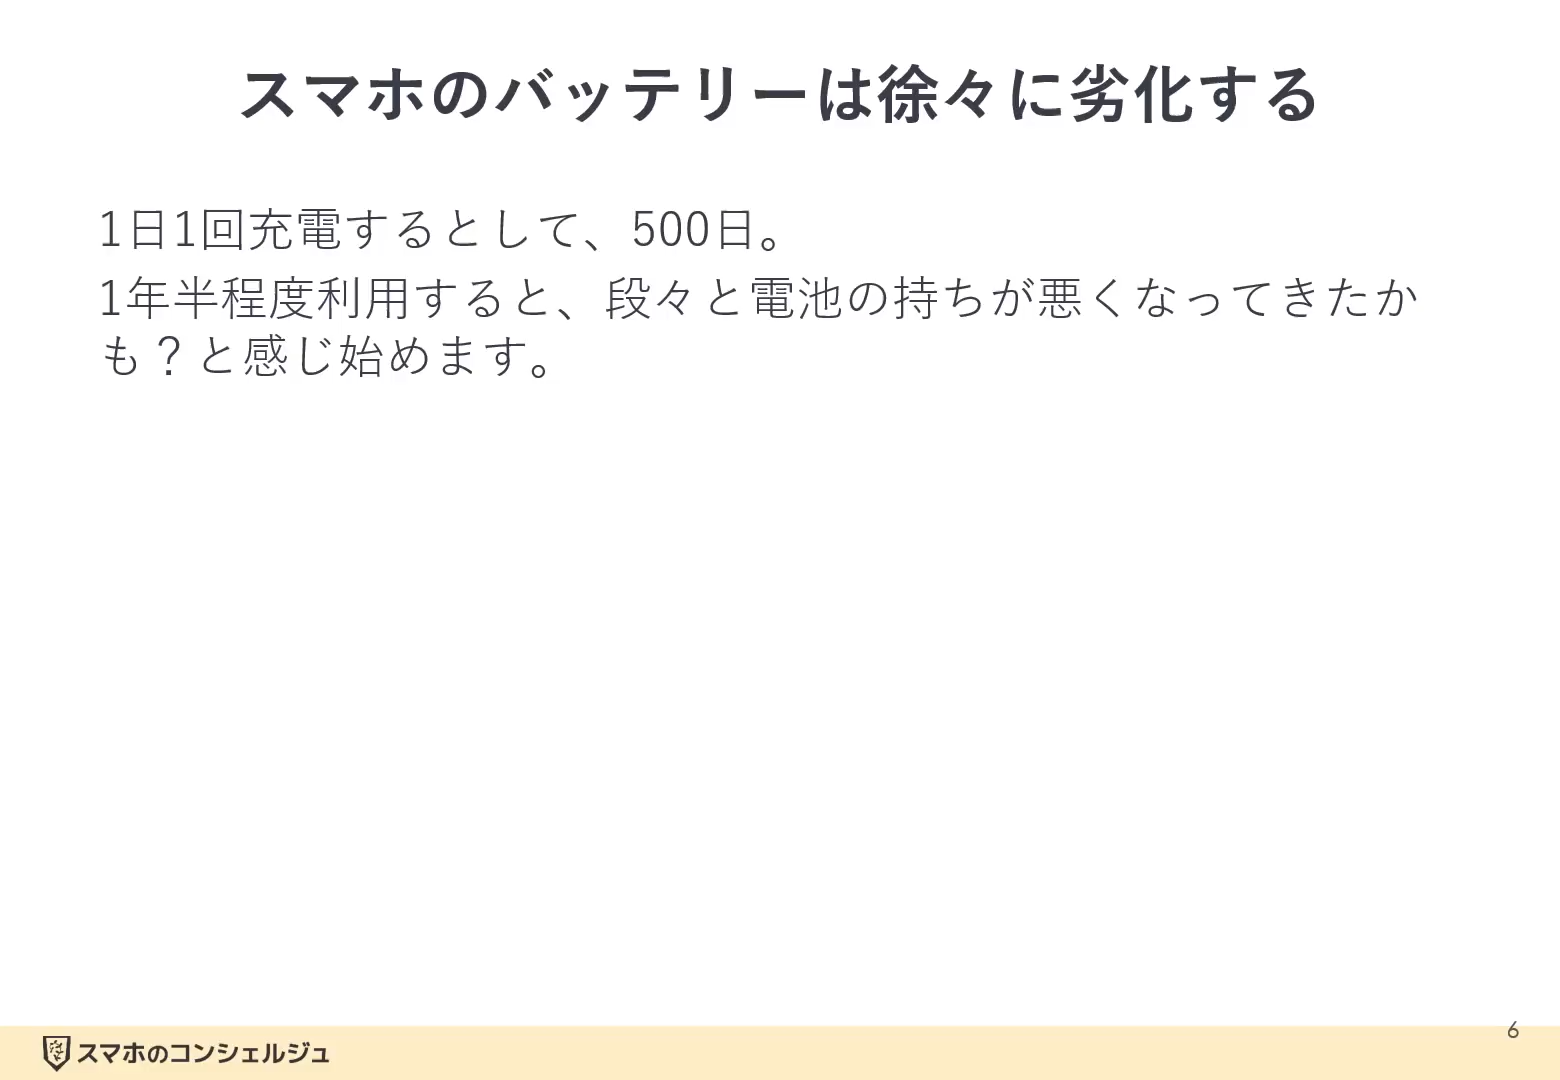 スマホのバッテリーは徐々に劣化する
1日1回充電するとして、500日。
1年半程度利用すると、段々と電池の持ちが悪くなってきたか
も？と感じ始めます。
6
スマホのコンシェルジュ